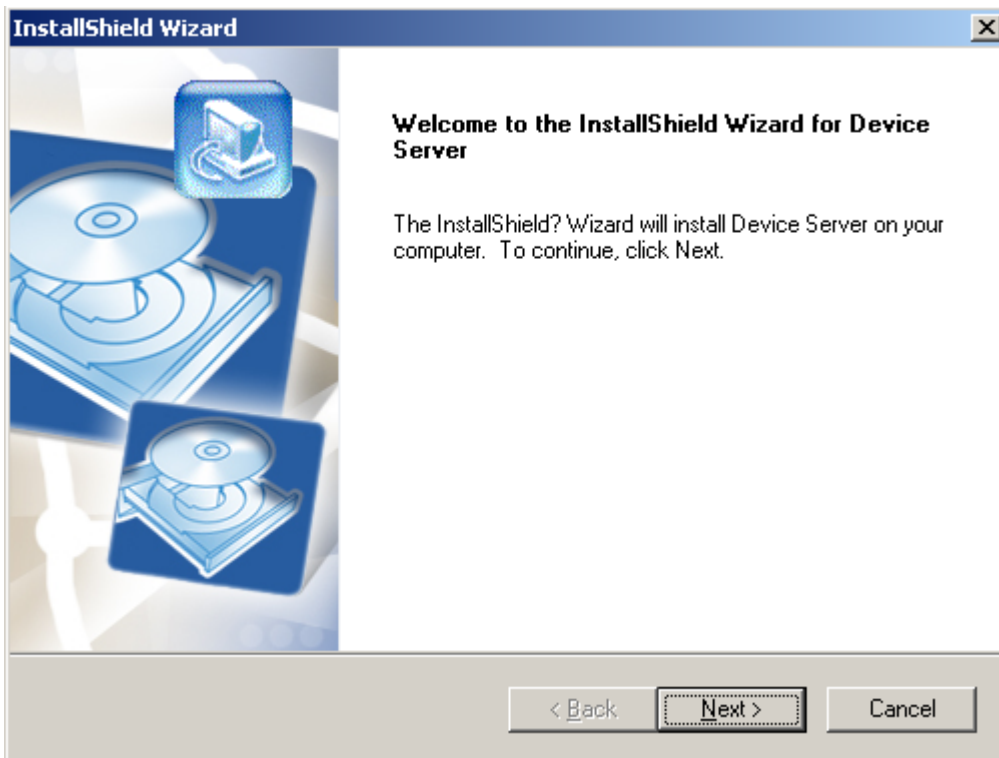 InstallShield Wizard
Welcome to the InstallShield Wizard for Device
Server
The InstallShield? Wizard will install Device Server on your
computer.  To continue, click Next.
< Back
Next >
Cancel